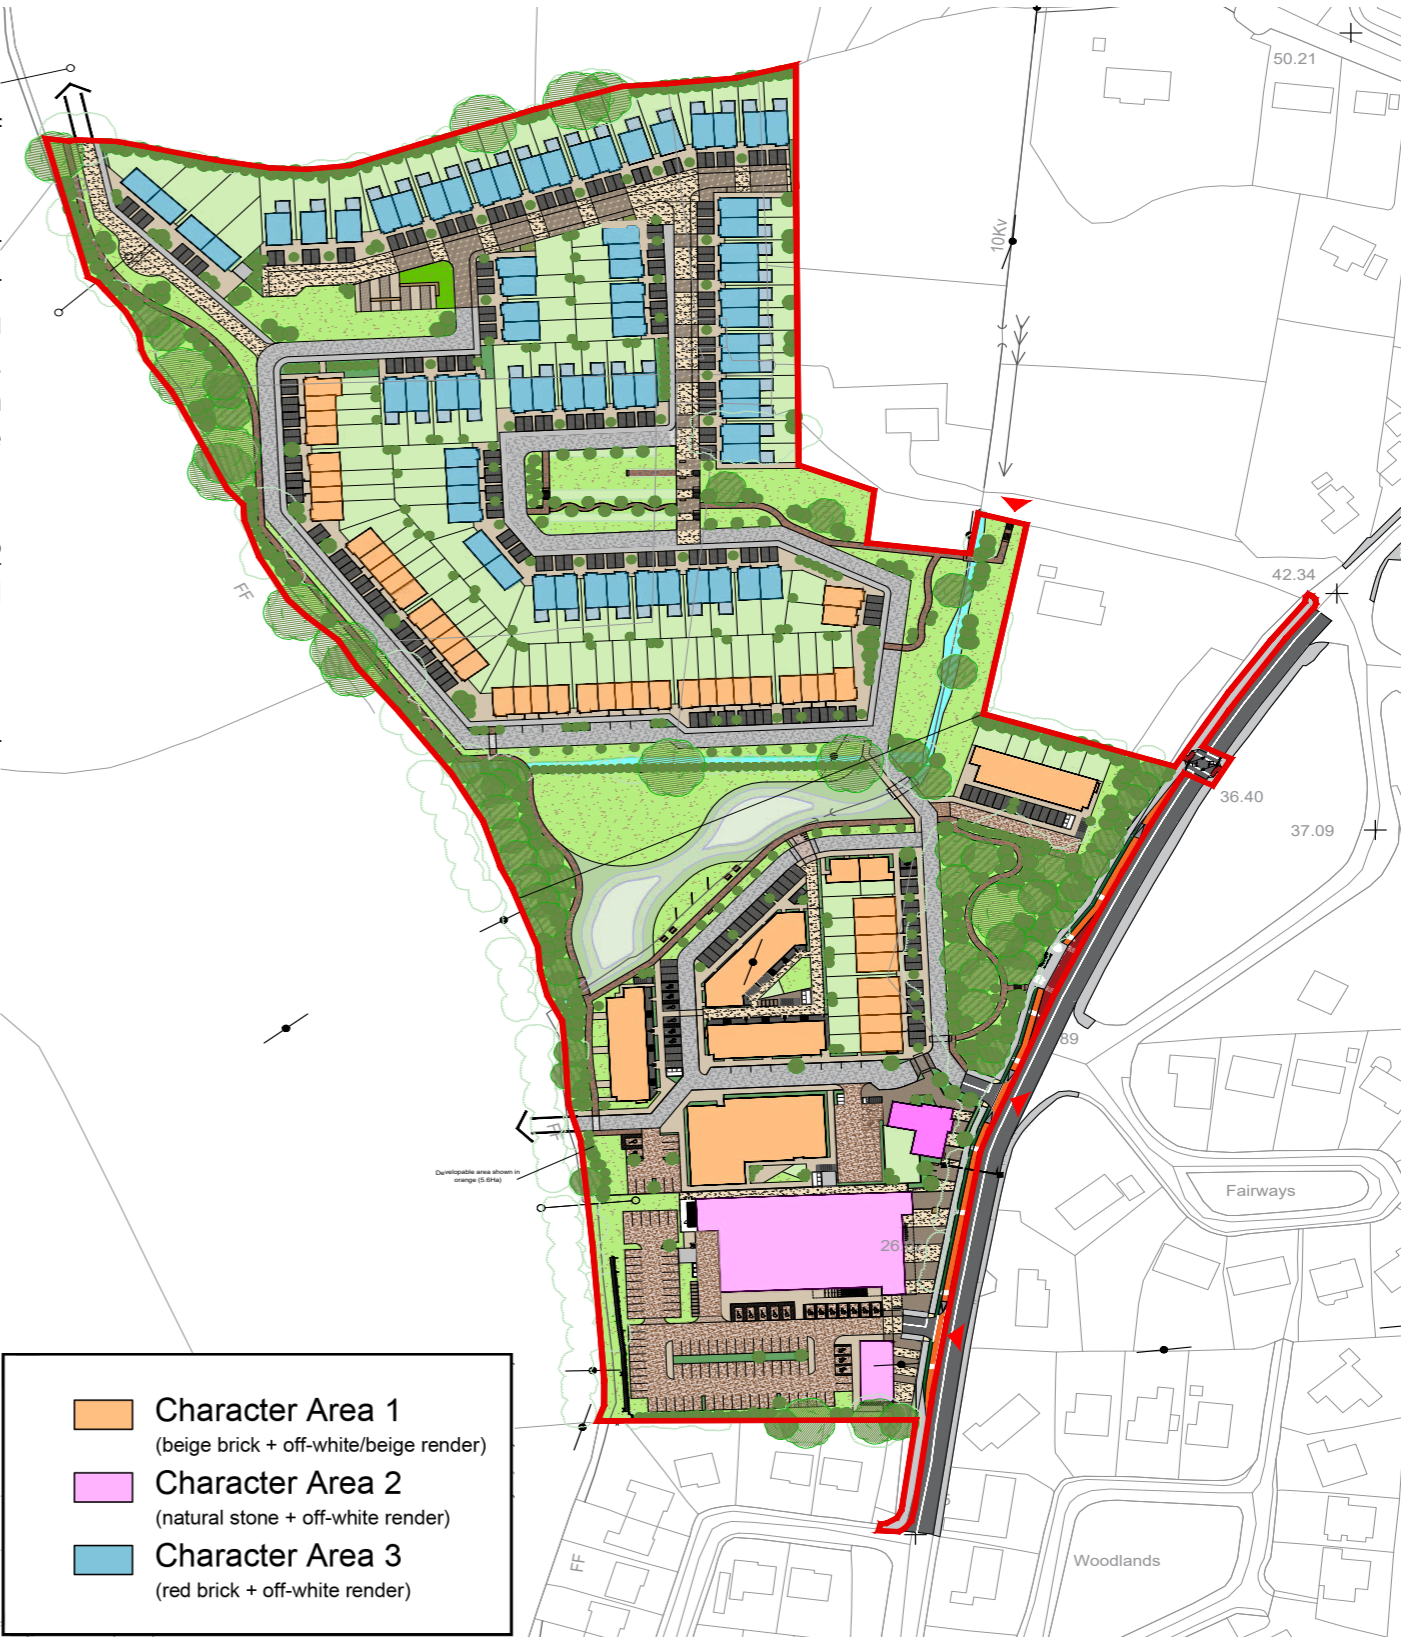 50.21
10Kv
42.34
FF
36.40
37.09
89
FF
Developable area shown in
orange (5.6Ha)
Fairways
26.
Woodlands
FF
Character Area 1
(beige brick + off-white/beige render)
Character Area 2
(natural stone + off-white render)
Character Area 3
(red brick + off-white render)